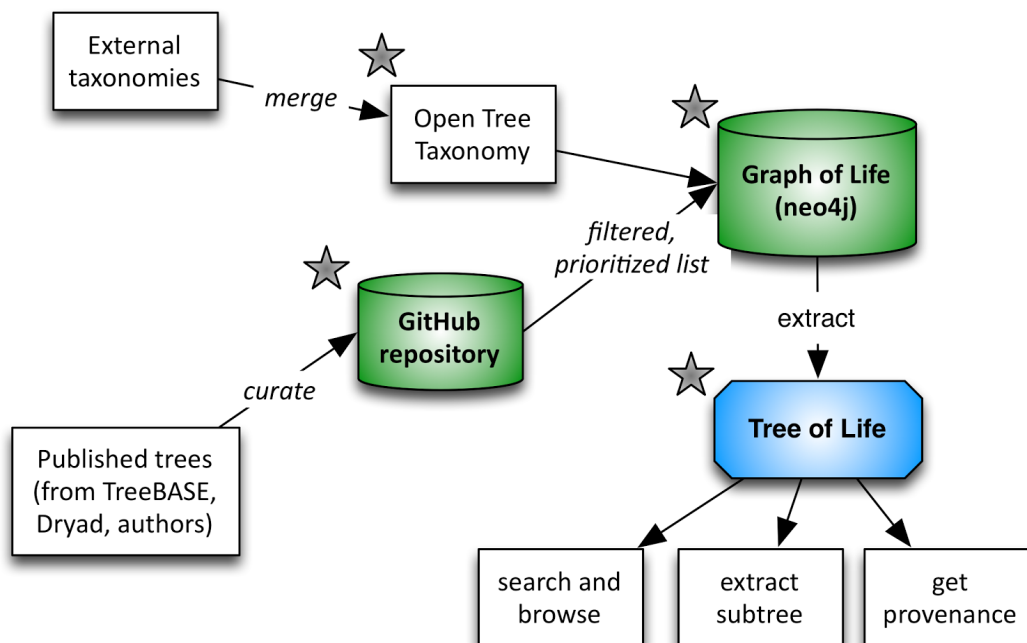 External
taxonomies
merge
Open Tree
Taxonomy
Graph of Life
(neo4j)
filtered,
prioritized list
GitHub
repository
extract
curate
Tree of Life
Published trees
(from TreeBASE,
Dryad, authors)
search and
browse
extract
subtree
get
provenance